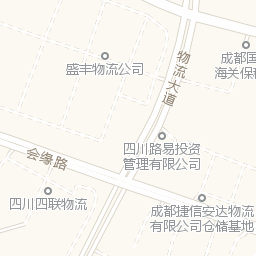 成都国
海关保税
盛丰物流公司
物流大道
四川路易投资
管理有限公司
会缘路
四川四联物流
成都捷信安达物流
有限公司仓储基地